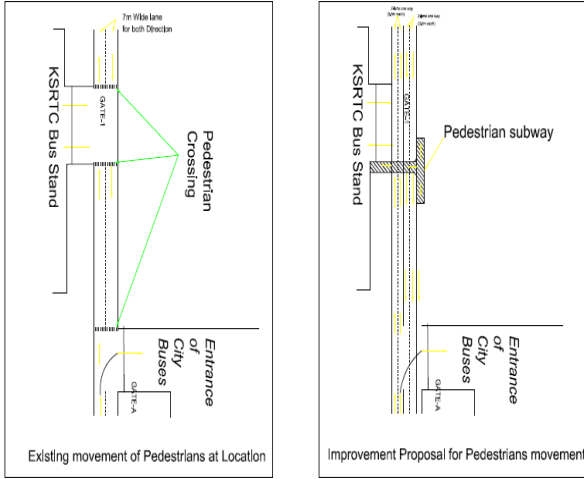 7m Wide lane
for both Direction
KSRTC Bus Stand
GATE-1
Pedestrian
Crossing
Entrance
of
City
Buses
GATE-A
Existing movement of Pedestrians at Location
KSRTC Bus Stand
GATE-1
Pedestrian subway
Entrance
of
City
Buses
GATE-A
Improvement Proposal for Pedestrians movement